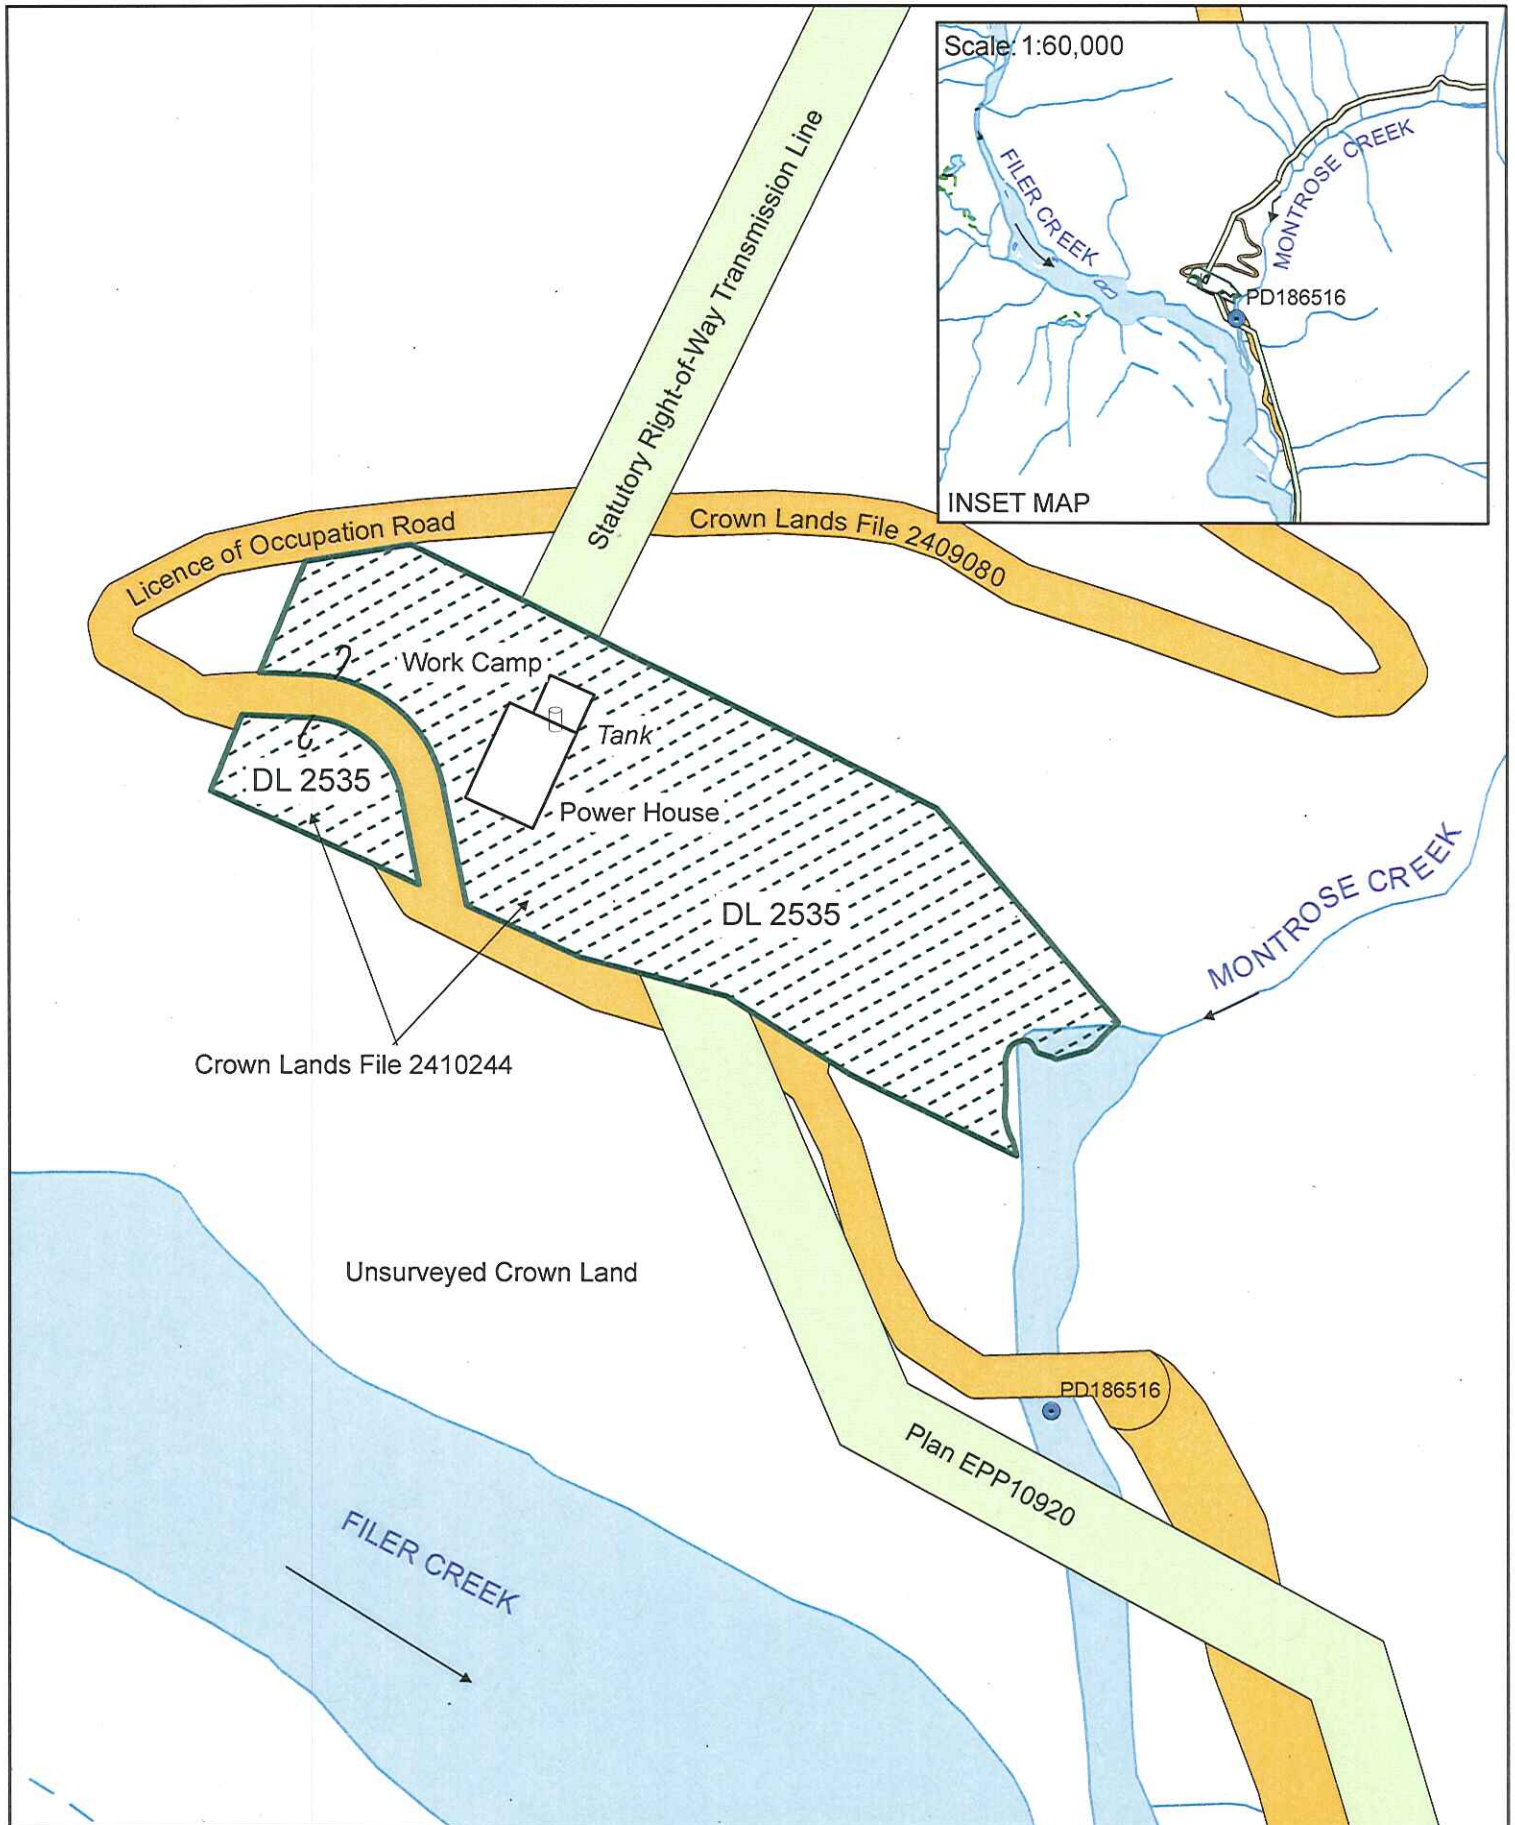 Scale: 1:60,000
FILER CREEK
MONTROSE CREEK
PD186516
INSET MAP
Statutory Right-of-Way Transmission Line
Licence of Occupation Road
Crown Lands File 2409080
Work Camp
Tank
DL 2535
Power House
DL 2535
MONTROSE CREEK
Crown Lands File 2410244
Unsurveyed Crown Land
PD186516
Plan EPP10920
FILER CREEK